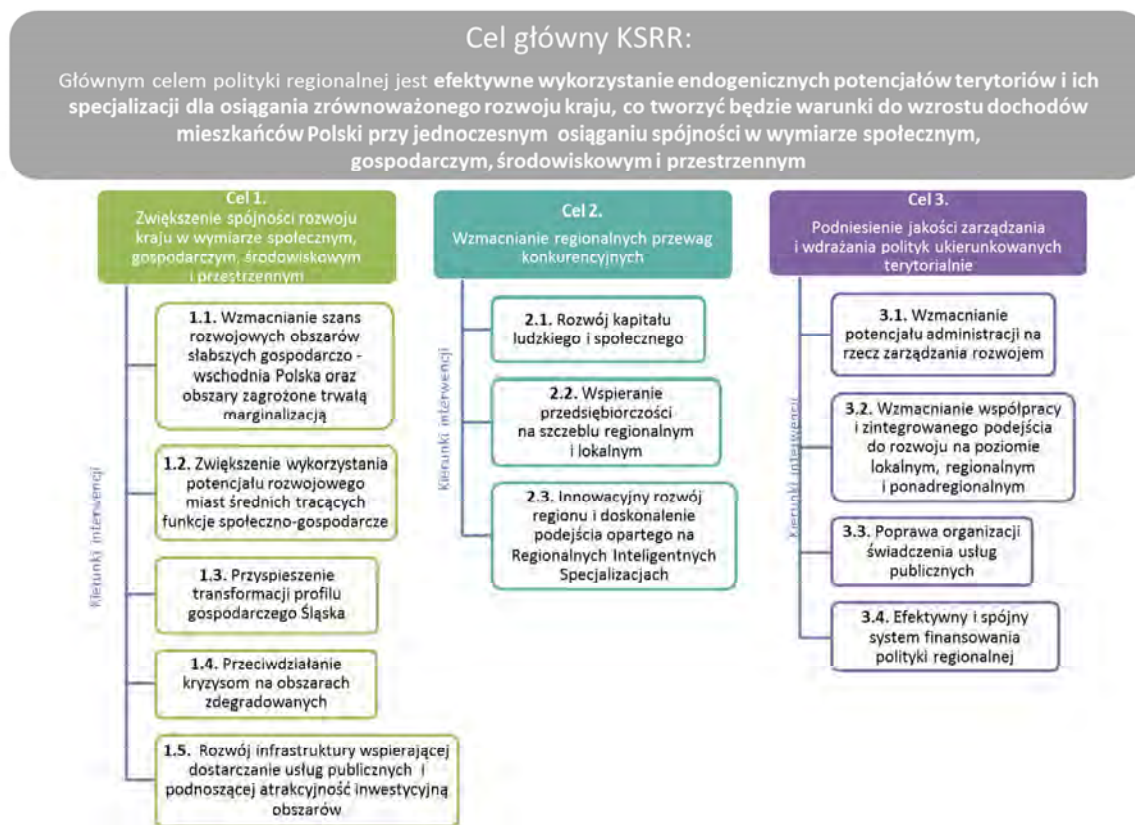 Cel główny KSRR:
Głównym celem polityki regionalnej jest efektywne wykorzystanie endogenicznych potencjałów terytoriów i ich
specjalizacji dla osiągania zrównoważonego rozwoju kraju, co tworzyć będzie warunki do wzrostu dochodów
mieszkańców Polski przy jednoczesnym osiąganiu spójności w wymiarze społecznym,
gospodarczym, środowiskowym i przestrzennym
Cel 1.
Zwiększenie spójności rozwoju
kraju w wymiarze społecznym,
gospodarczym, środowiskowym
i przestrzennym
Kierunki interwencji
1.1. Wzmacnianie szans
rozwojowych obszarów
słabszych gospodarczo -
wschodnia Polska oraz
obszary zagrożone trwałą
marginalizacją
1.2. Zwiększenie wykorzystania
potencjału rozwojowego
miast średnich tracących
funkcje społeczno-gospodarcze
1.3. Przyspieszenie
transformacji profilu
gospodarczego Śląska
1.4. Przeciwdziałanie
kryzysom na obszarach
zdegradowanych
1.5. Rozwój infrastruktury wspierającej
dostarczanie usług publicznych i
podnoszącej atrakcyjność inwestycyjną
obszarów
Cel 2.
Wzmacnianie regionalnych przewag
konkurencyjnych
Kierunki interwencji
2.1. Rozwój kapitału
ludzkiego i społecznego
2.2. Wspieranie
przedsiębiorczości
na szczeblu regionalnym
i lokalnym
2.3. Innowacyjny rozwój
regionu i doskonalenie
podejścia opartego na
Regionalnych Inteligentnych
Specjalizacjach
Cel 3.
Podniesienie jakości zarządzania
i wdrażania polityk ukierunkowanych
terytorialnie
Kierunki interwencji
3.1. Wzmacnianie
potencjału administracji na
rzecz zarządzania rozwojem
3.2. Wzmacnianie współpracy
i zintegrowanego podejścia
do rozwoju na poziomie
lokalnym, regionalnym
i ponadregionalnym
3.3. Poprawa organizacji
świadczenia usług
publicznych
3.4. Efektywny i spójny
system finansowania
polityki regionalnej